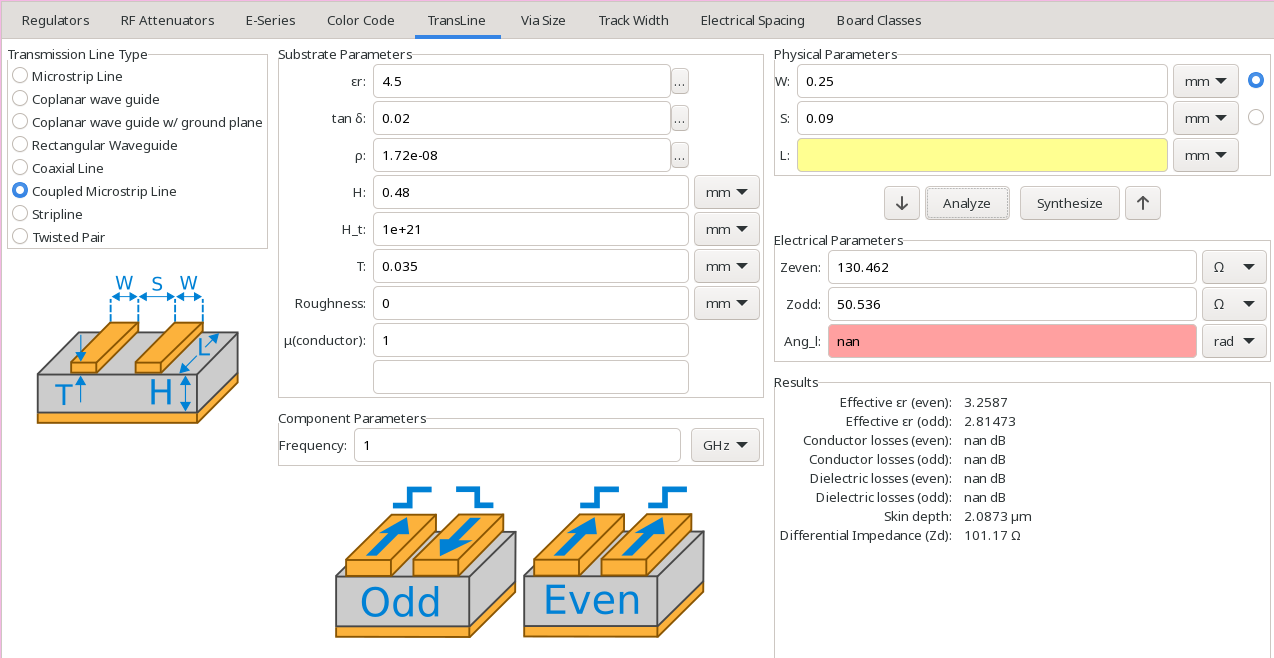 Regulators RF Attenuators E-Series Color Code TransLine Via Size Track Width Electrical Spacing Board Classes
Transmission Line Type
Microstrip Line
Coplanar wave guide
Coplanar wave guide w/ ground plane
Rectangular Waveguide
Coaxial Line
Coupled Microstrip Line
Stripline
Twisted Pair
W S W
L
T H
Substrate Parameters
εr: 4.5 ...
tan δ: 0.02 ...
ρ: 1.72e-08 ...
H: 0.48 mm
H_t: 1e+21 mm
T: 0.035 mm
Roughness: 0 mm
μ(conductor): 1
Component Parameters
Frequency: 1 GHz
Odd Even
Physical Parameters
W: 0.25 mm
S: 0.09 mm
L: mm
Analyze Synthesize
Electrical Parameters
Zeven: 130.462 Ω
Zodd: 50.536 Ω
Ang_l: nan rad
Results
Effective εr (even): 3.2587
Effective εr (odd): 2.81473
Conductor losses (even): nan dB
Conductor losses (odd): nan dB
Dielectric losses (even): nan dB
Dielectric losses (odd): nan dB
Skin depth: 2.0873 μm
Differential Impedance (Zd): 101.17 Ω